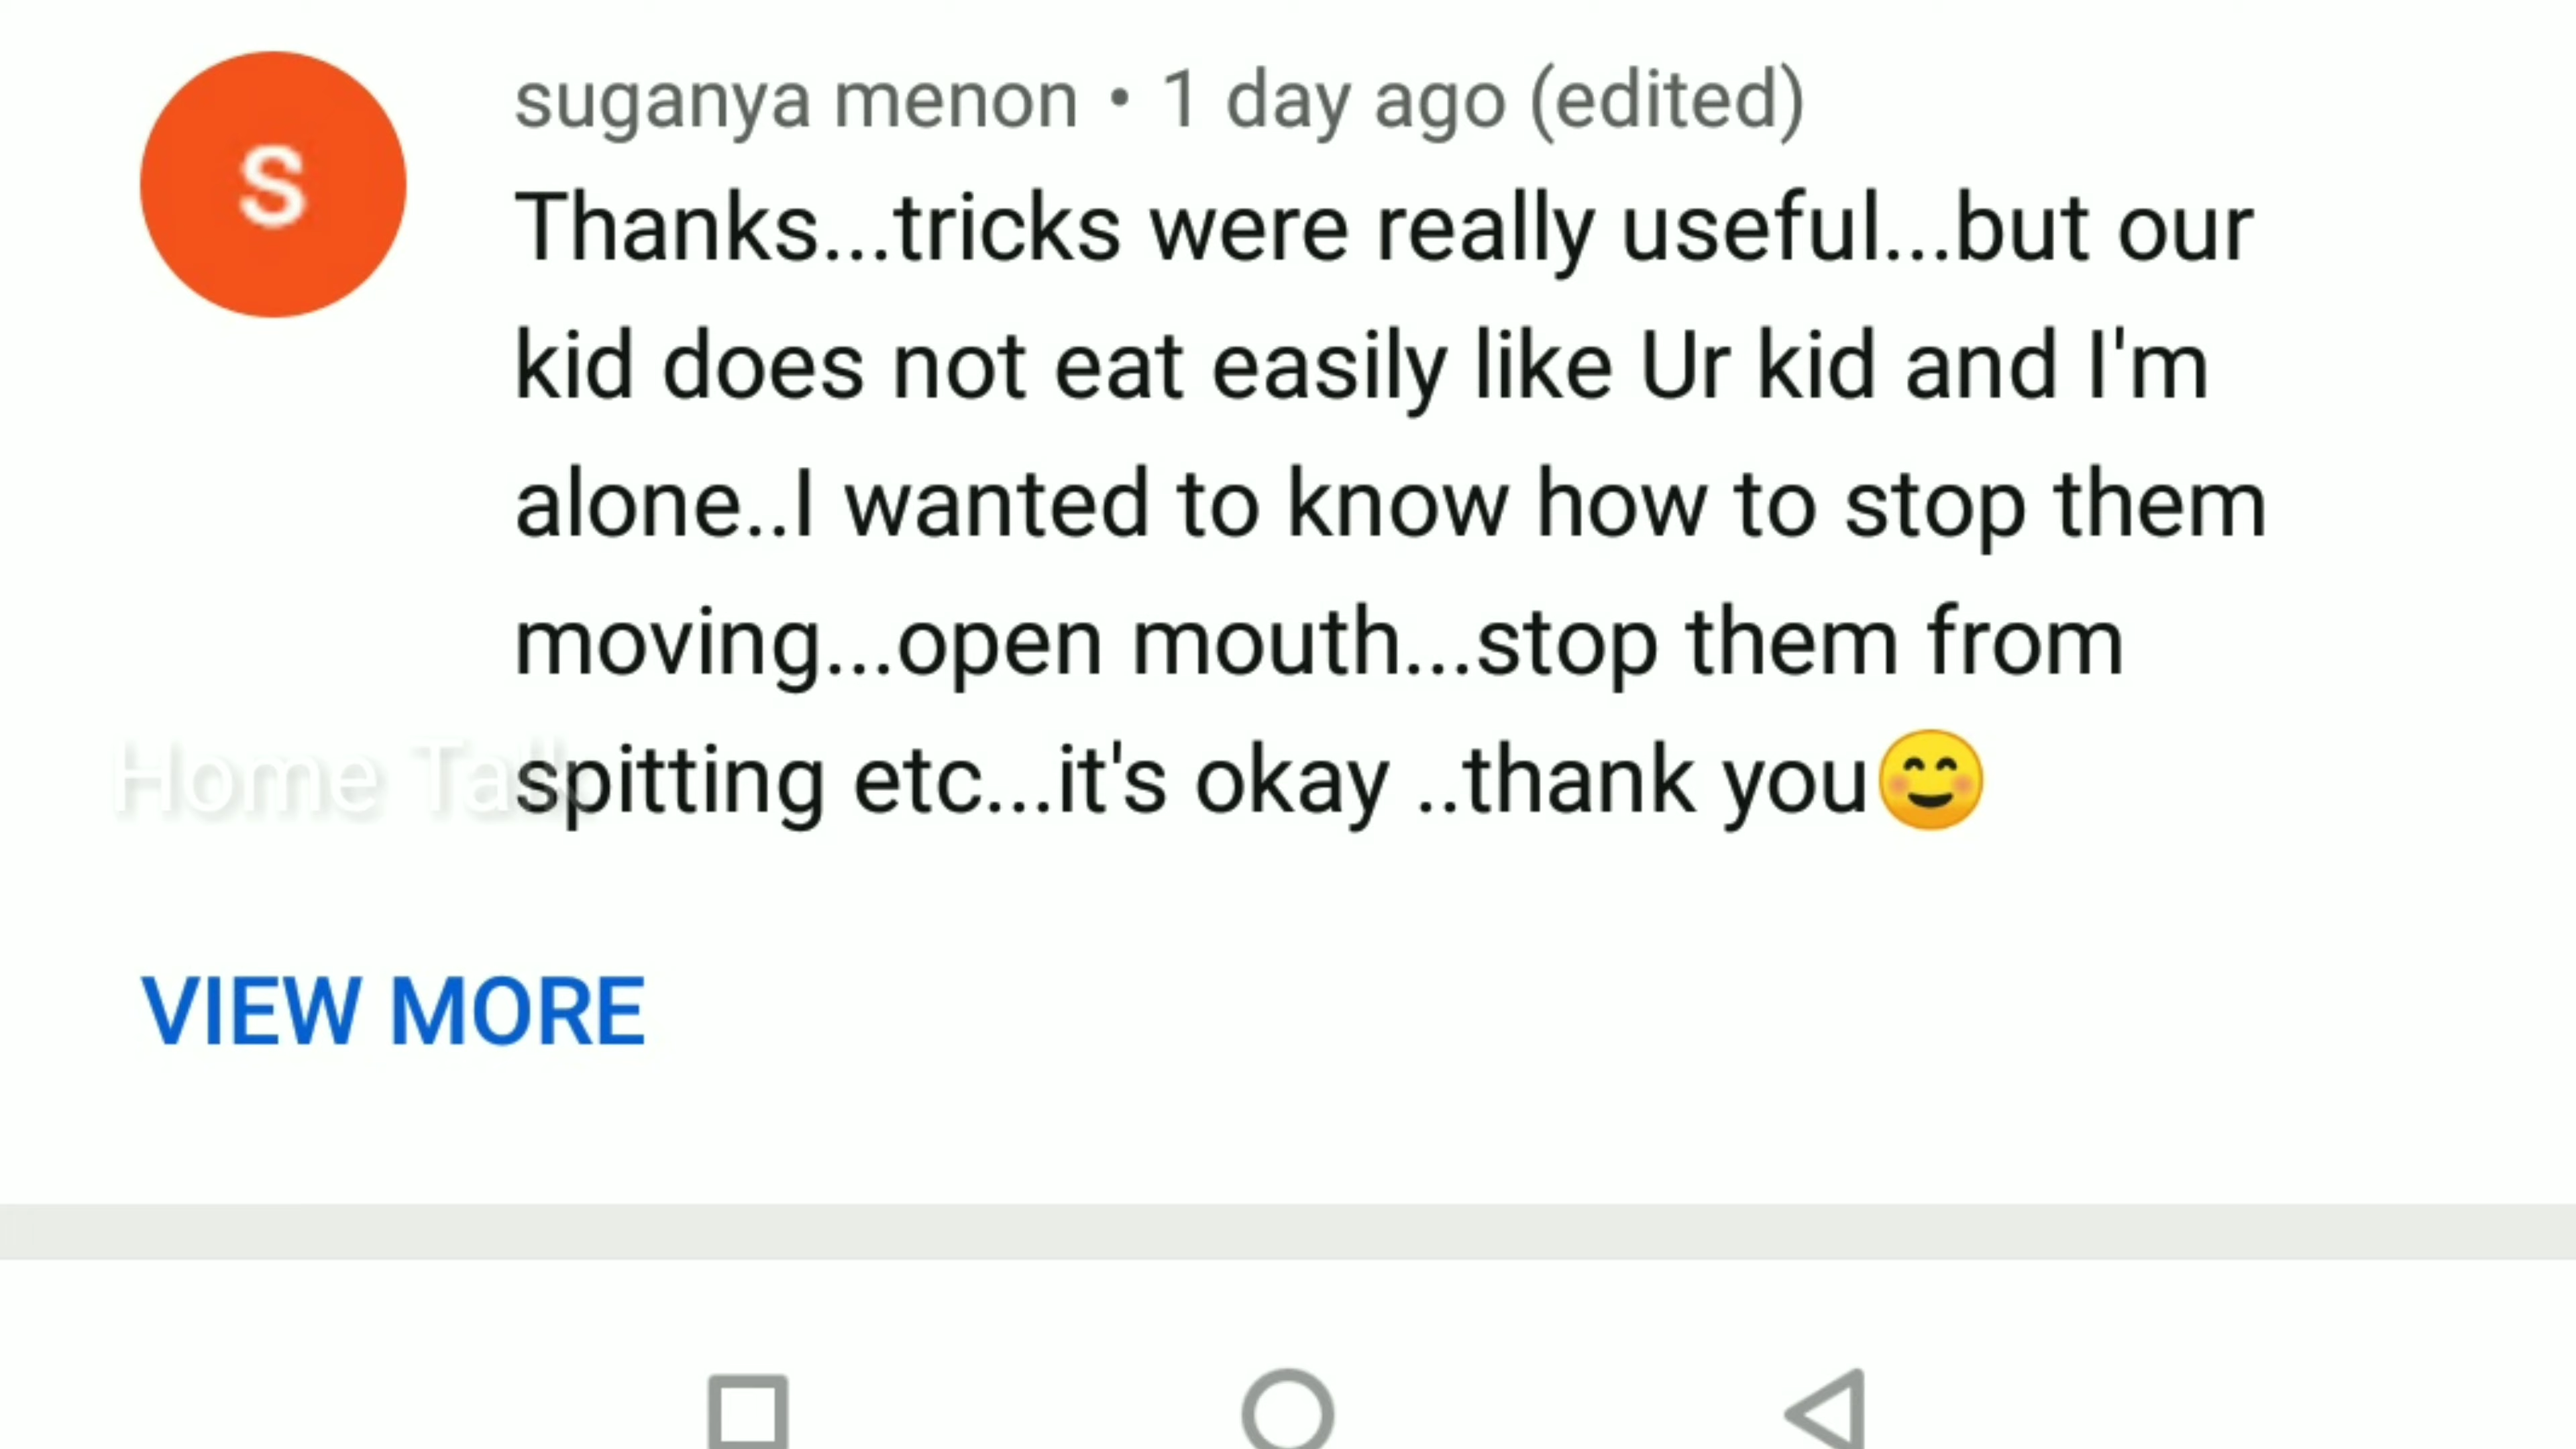 suganya menon • 1 day ago (edited)
Thanks...tricks were really useful...but our
kid does not eat easily like Ur kid and I'm
alone..I wanted to know how to stop them
moving...open mouth...stop them from
spitting etc...it's okay ..thank you😊
Home Talk
VIEW MORE
S